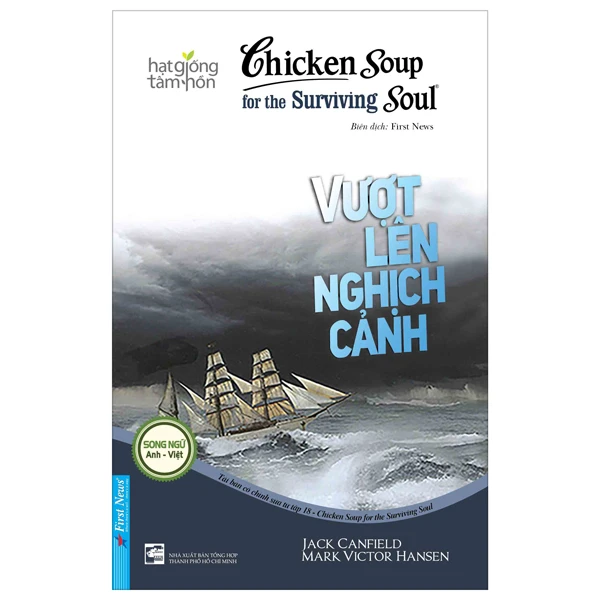 hạt giống
tâm hồn
Chicken Soup
for the Surviving Soul®
Biên dịch: First News
VƯỢT
LÊN
NGHỊCH
CẢNH
SONG NGỮ
Anh - Việt
Tái bản có chỉnh sửa từ tập 18 - Chicken Soup for the Surviving Soul
First News
JACK CANFIELD
MARK VICTOR HANSEN
NHÀ XUẤT BẢN TỔNG HỢP
THÀNH PHỐ HỒ CHÍ MINH